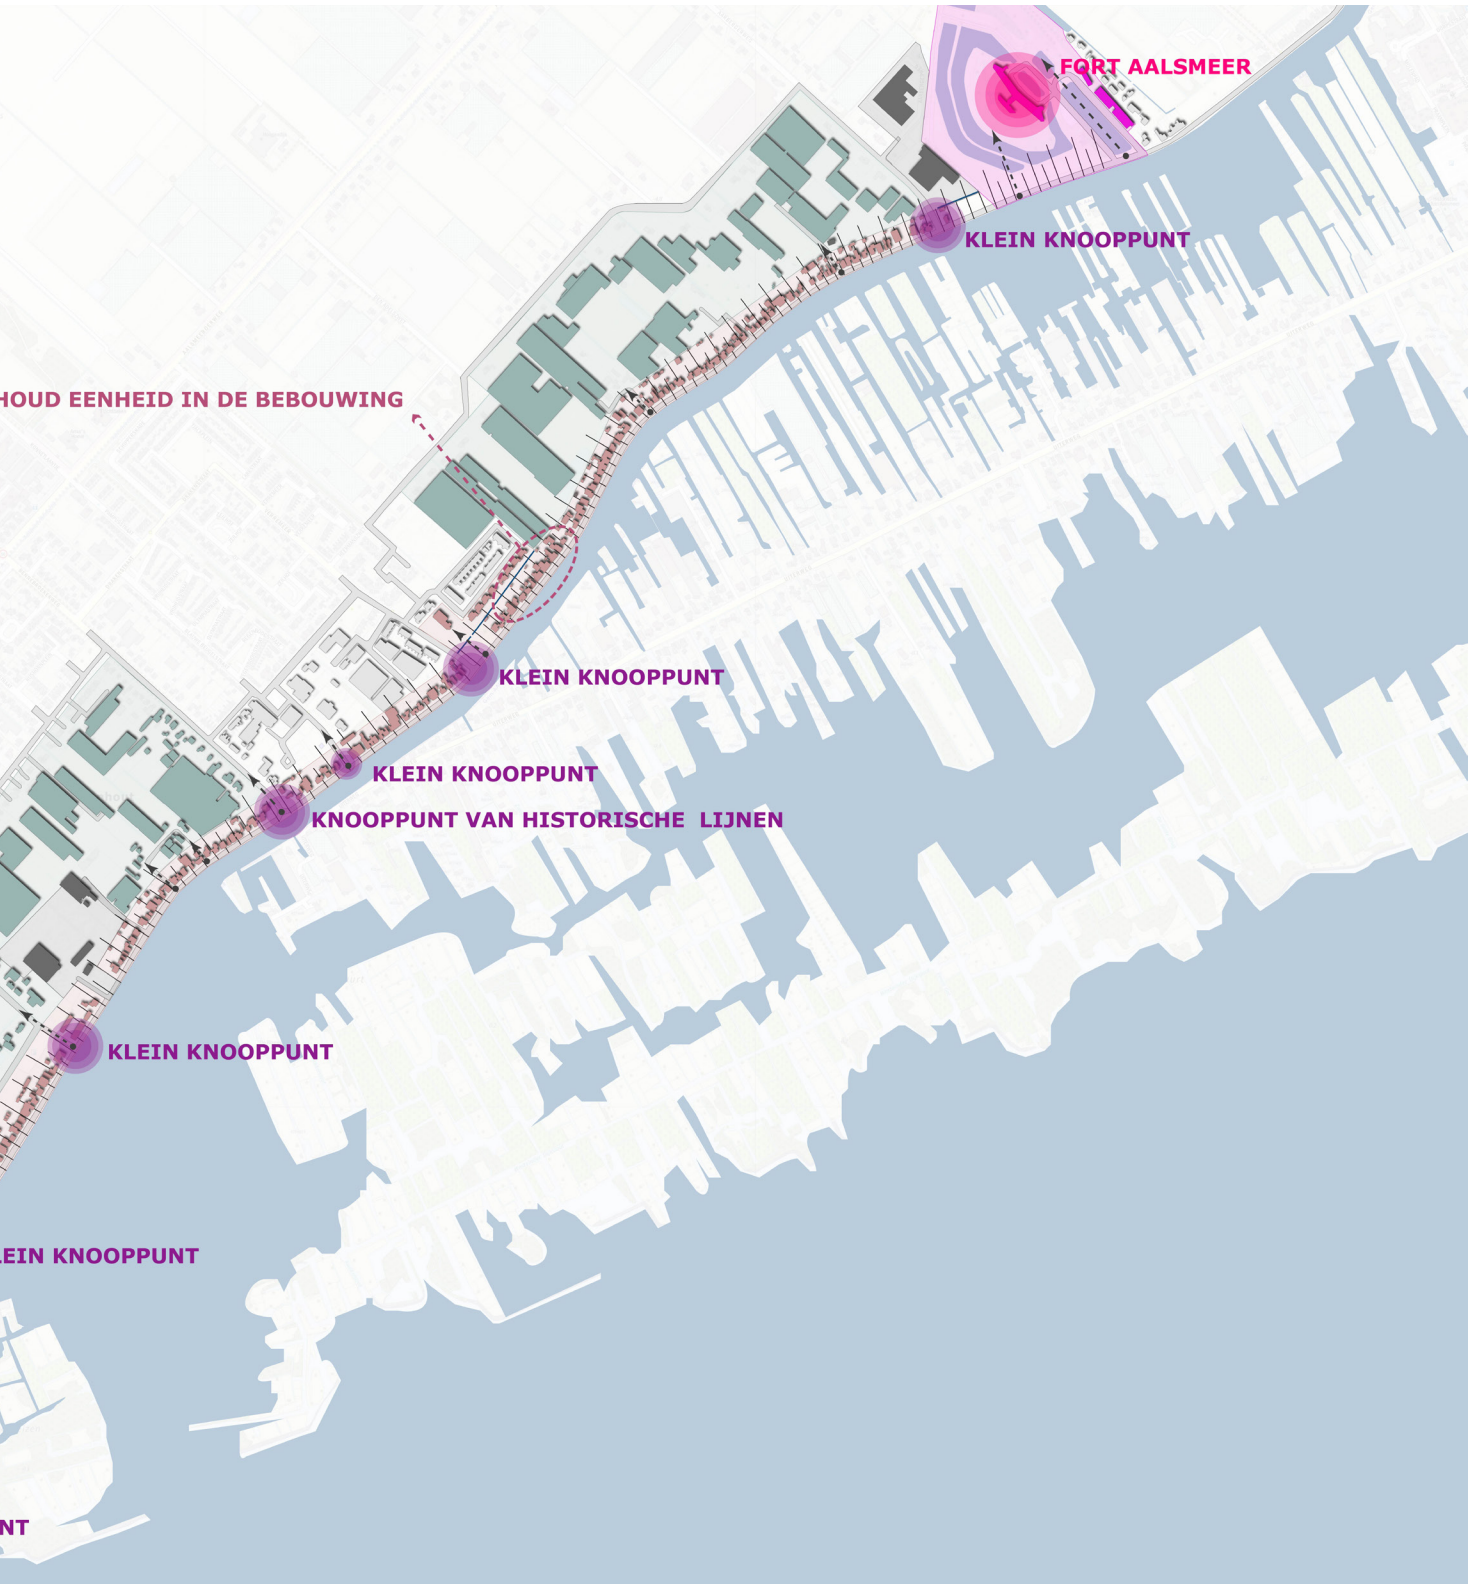 FORT AALSMEER
KLEIN KNOOPPUNT
HOUD EENHEID IN DE BEBOUWING
KLEIN KNOOPPUNT
KLEIN KNOOPPUNT
KNOOPPUNT VAN HISTORISCHE LIJNEN
KLEIN KNOOPPUNT
LEIN KNOOPPUNT
NT